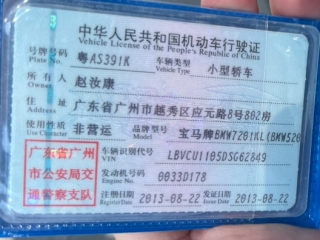 中华人民共和国机动车行驶证
Vehicle License of the People's Republic of China
号牌号码 粤A5391K 车辆类型 小型轿车
Plate No. Vehicle Type
所有人 赵汝康
Owner
住址 广东省广州市越秀区应元路8号802房
Address
使用性质 非营运 品牌型号 宝马牌BMW7201KL(BMW520
Use Character Model
广东省广州市公安局交通警察支队
车辆识别代号 LBVCU1105DSG62849
VIN
发动机号码 0033D178
Engine No.
注册日期 2013-08-22 发证日期 2013-08-22
Register Date Issue Date